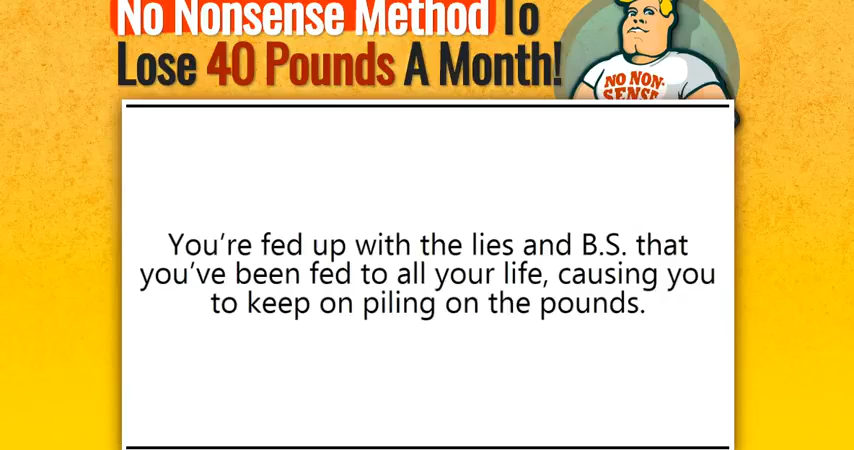 No Nonsense Method To
Lose 40 Pounds A Month!
NO NON-
SENSE
You’re fed up with the lies and B.S. that
you’ve been fed to all your life, causing you
to keep on piling on the pounds.